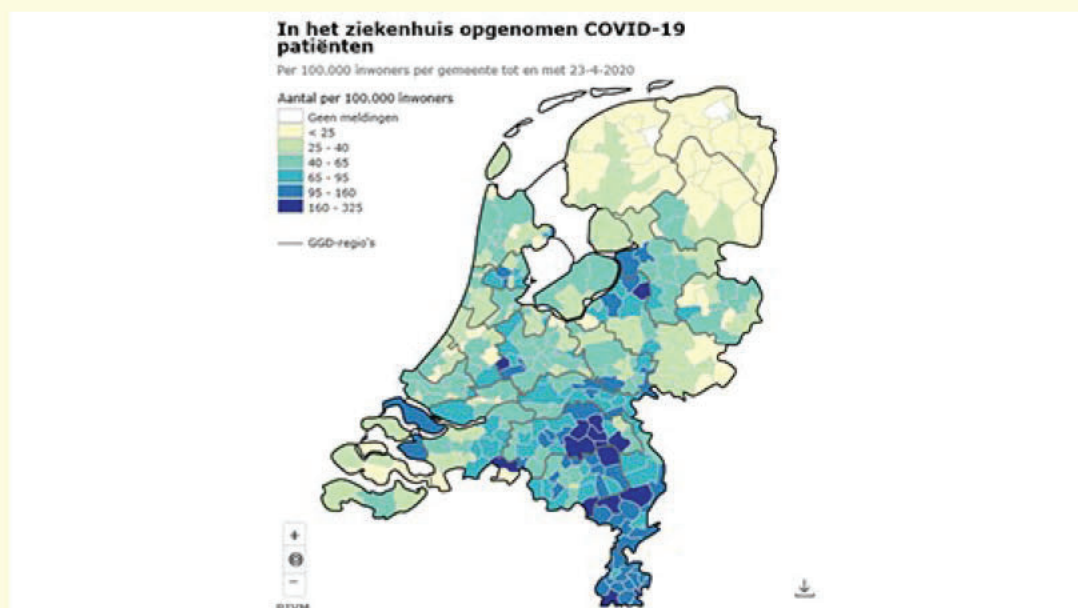 In het ziekenhuis opgenomen COVID-19
patiënten
Per 100.000 inwoners per gemeente tot en met 23-4-2020
Aantal per 100.000 inwoners
Geen meldingen
< 25
25 - 40
40 - 65
65 - 95
95 - 160
160 - 325
GGD-regio's
+
−
RIVM